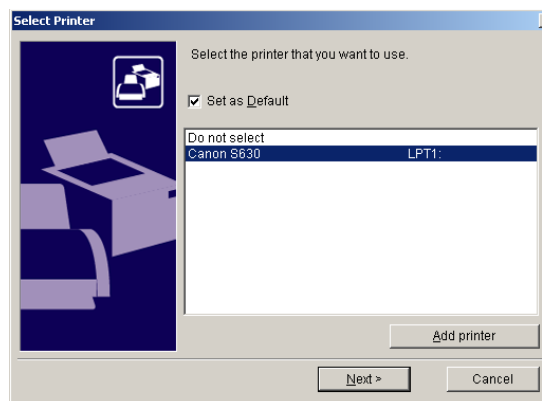 Select Printer
Select the printer that you want to use.
Set as Default
Do not select
Canon S630 LPT1:
Add printer
Next > Cancel